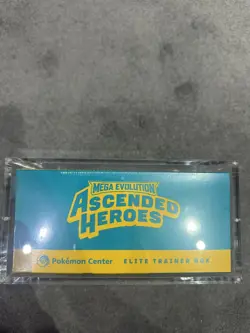 MEGA EVOLUTION
ASCENDED
HEROES
Pokémon Center ELITE TRAINER BOX